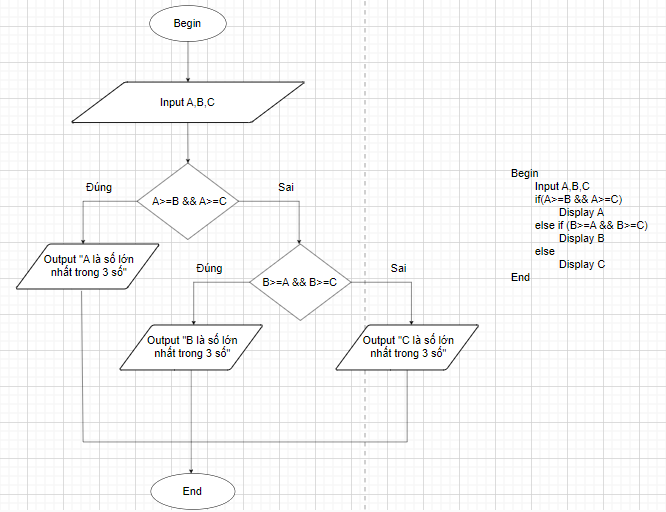 Begin
Input A,B,C
Đúng
Sai
A>=B && A>=C
Output "A là số lớn
nhất trong 3 số"
Đúng
Sai
B>=A && B>=C
Output "B là số lớn
nhất trong 3 số"
Output "C là số lớn
nhất trong 3 số"
End
Begin
Input A,B,C
if(A>=B && A>=C)
Display A
else if (B>=A && B>=C)
Display B
else
Display C
End